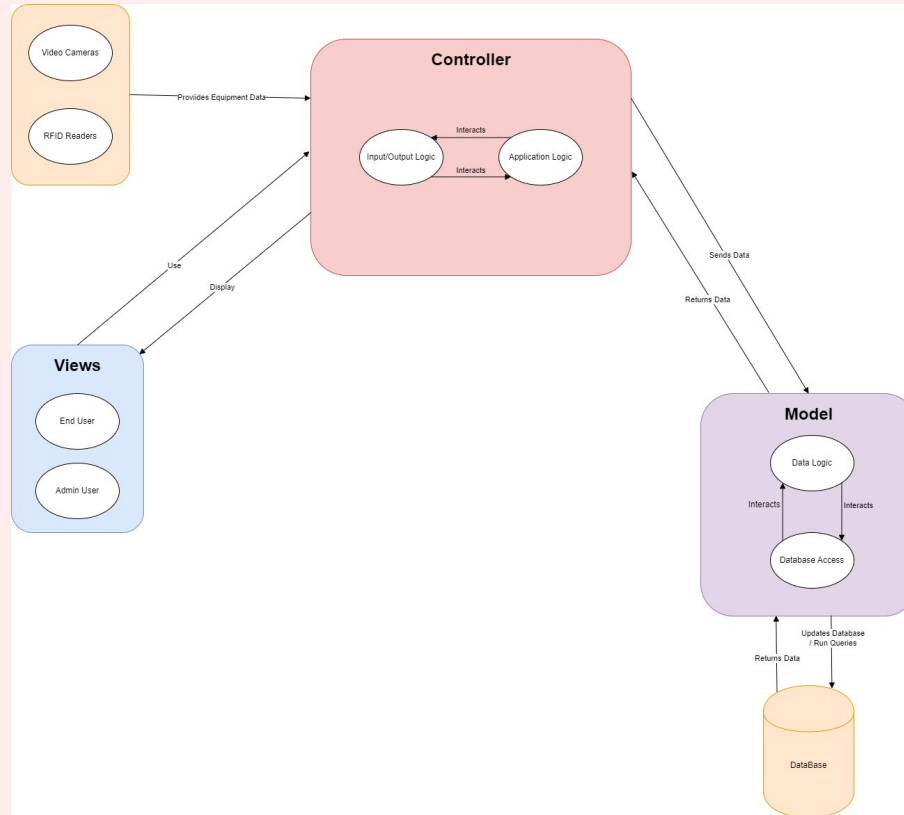 Video Cameras
RFID Readers
Proviides Equipment Data
Controller
Interacts
Input/Output Logic
Application Logic
Interacts
Use
Display
Sends Data
Returns Data
Views
End User
Admin User
Model
Data Logic
Interacts
Interacts
Database Access
Updates Database
/ Run Queries
Returns Data
DataBase